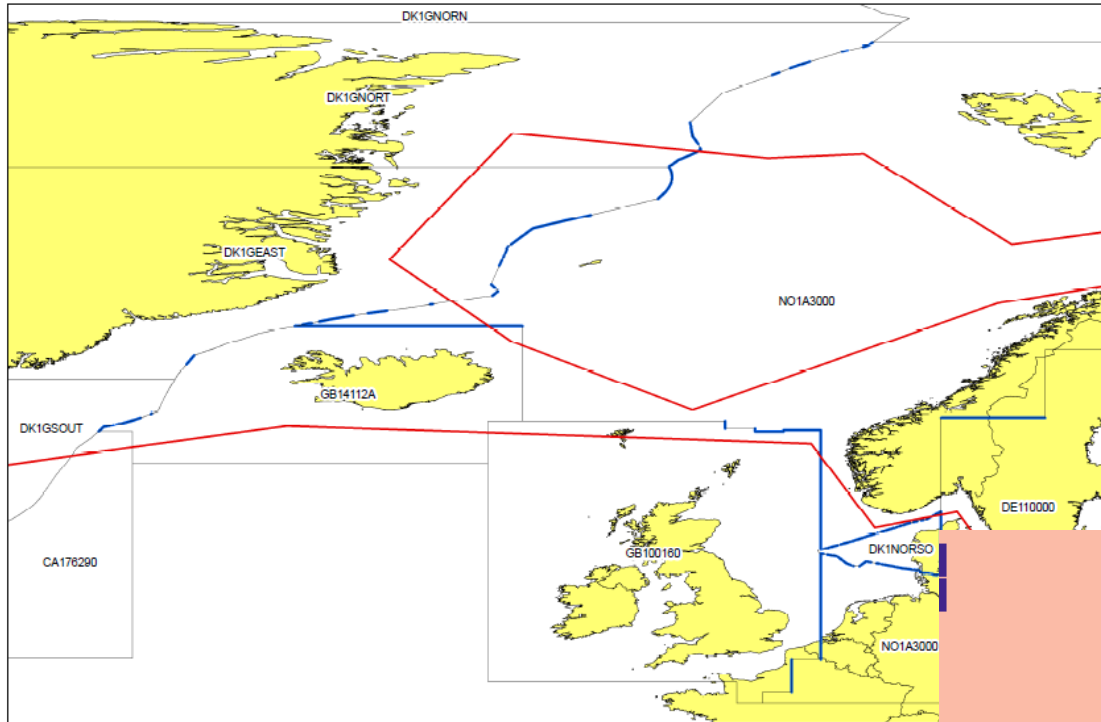 DK1GNORN
DK1GNORT
DK1GEAST
NO1A3000
GB14112A
DK1GSOUT
DE110000
GB100160
DK1NORSO
CA176290
NO1A3000